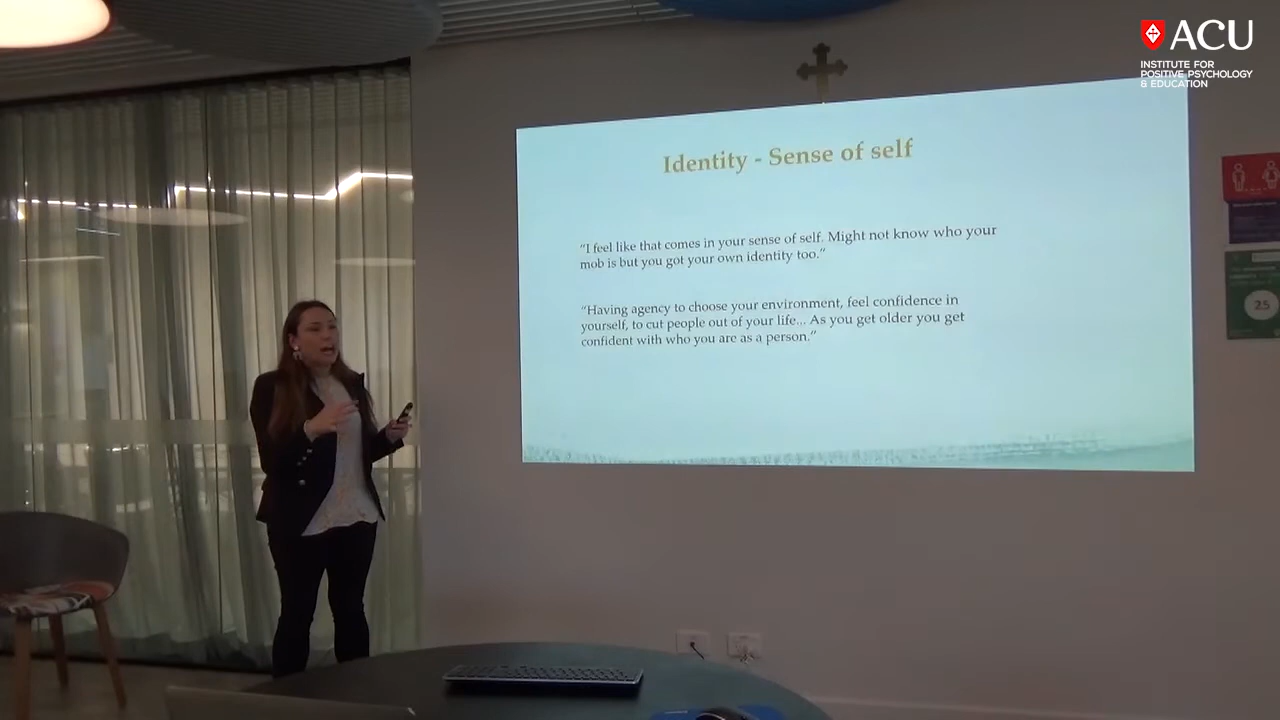 ACU
INSTITUTE FOR
POSITIVE PSYCHOLOGY
& EDUCATION
Identity - Sense of self
“I feel like that comes in your sense of self. Might not know who your
mob is but you got your own identity too.”
“Having agency to choose your environment, feel confidence in
yourself, to cut people out of your life... As you get older you get
confident with who you are as a person.”
25